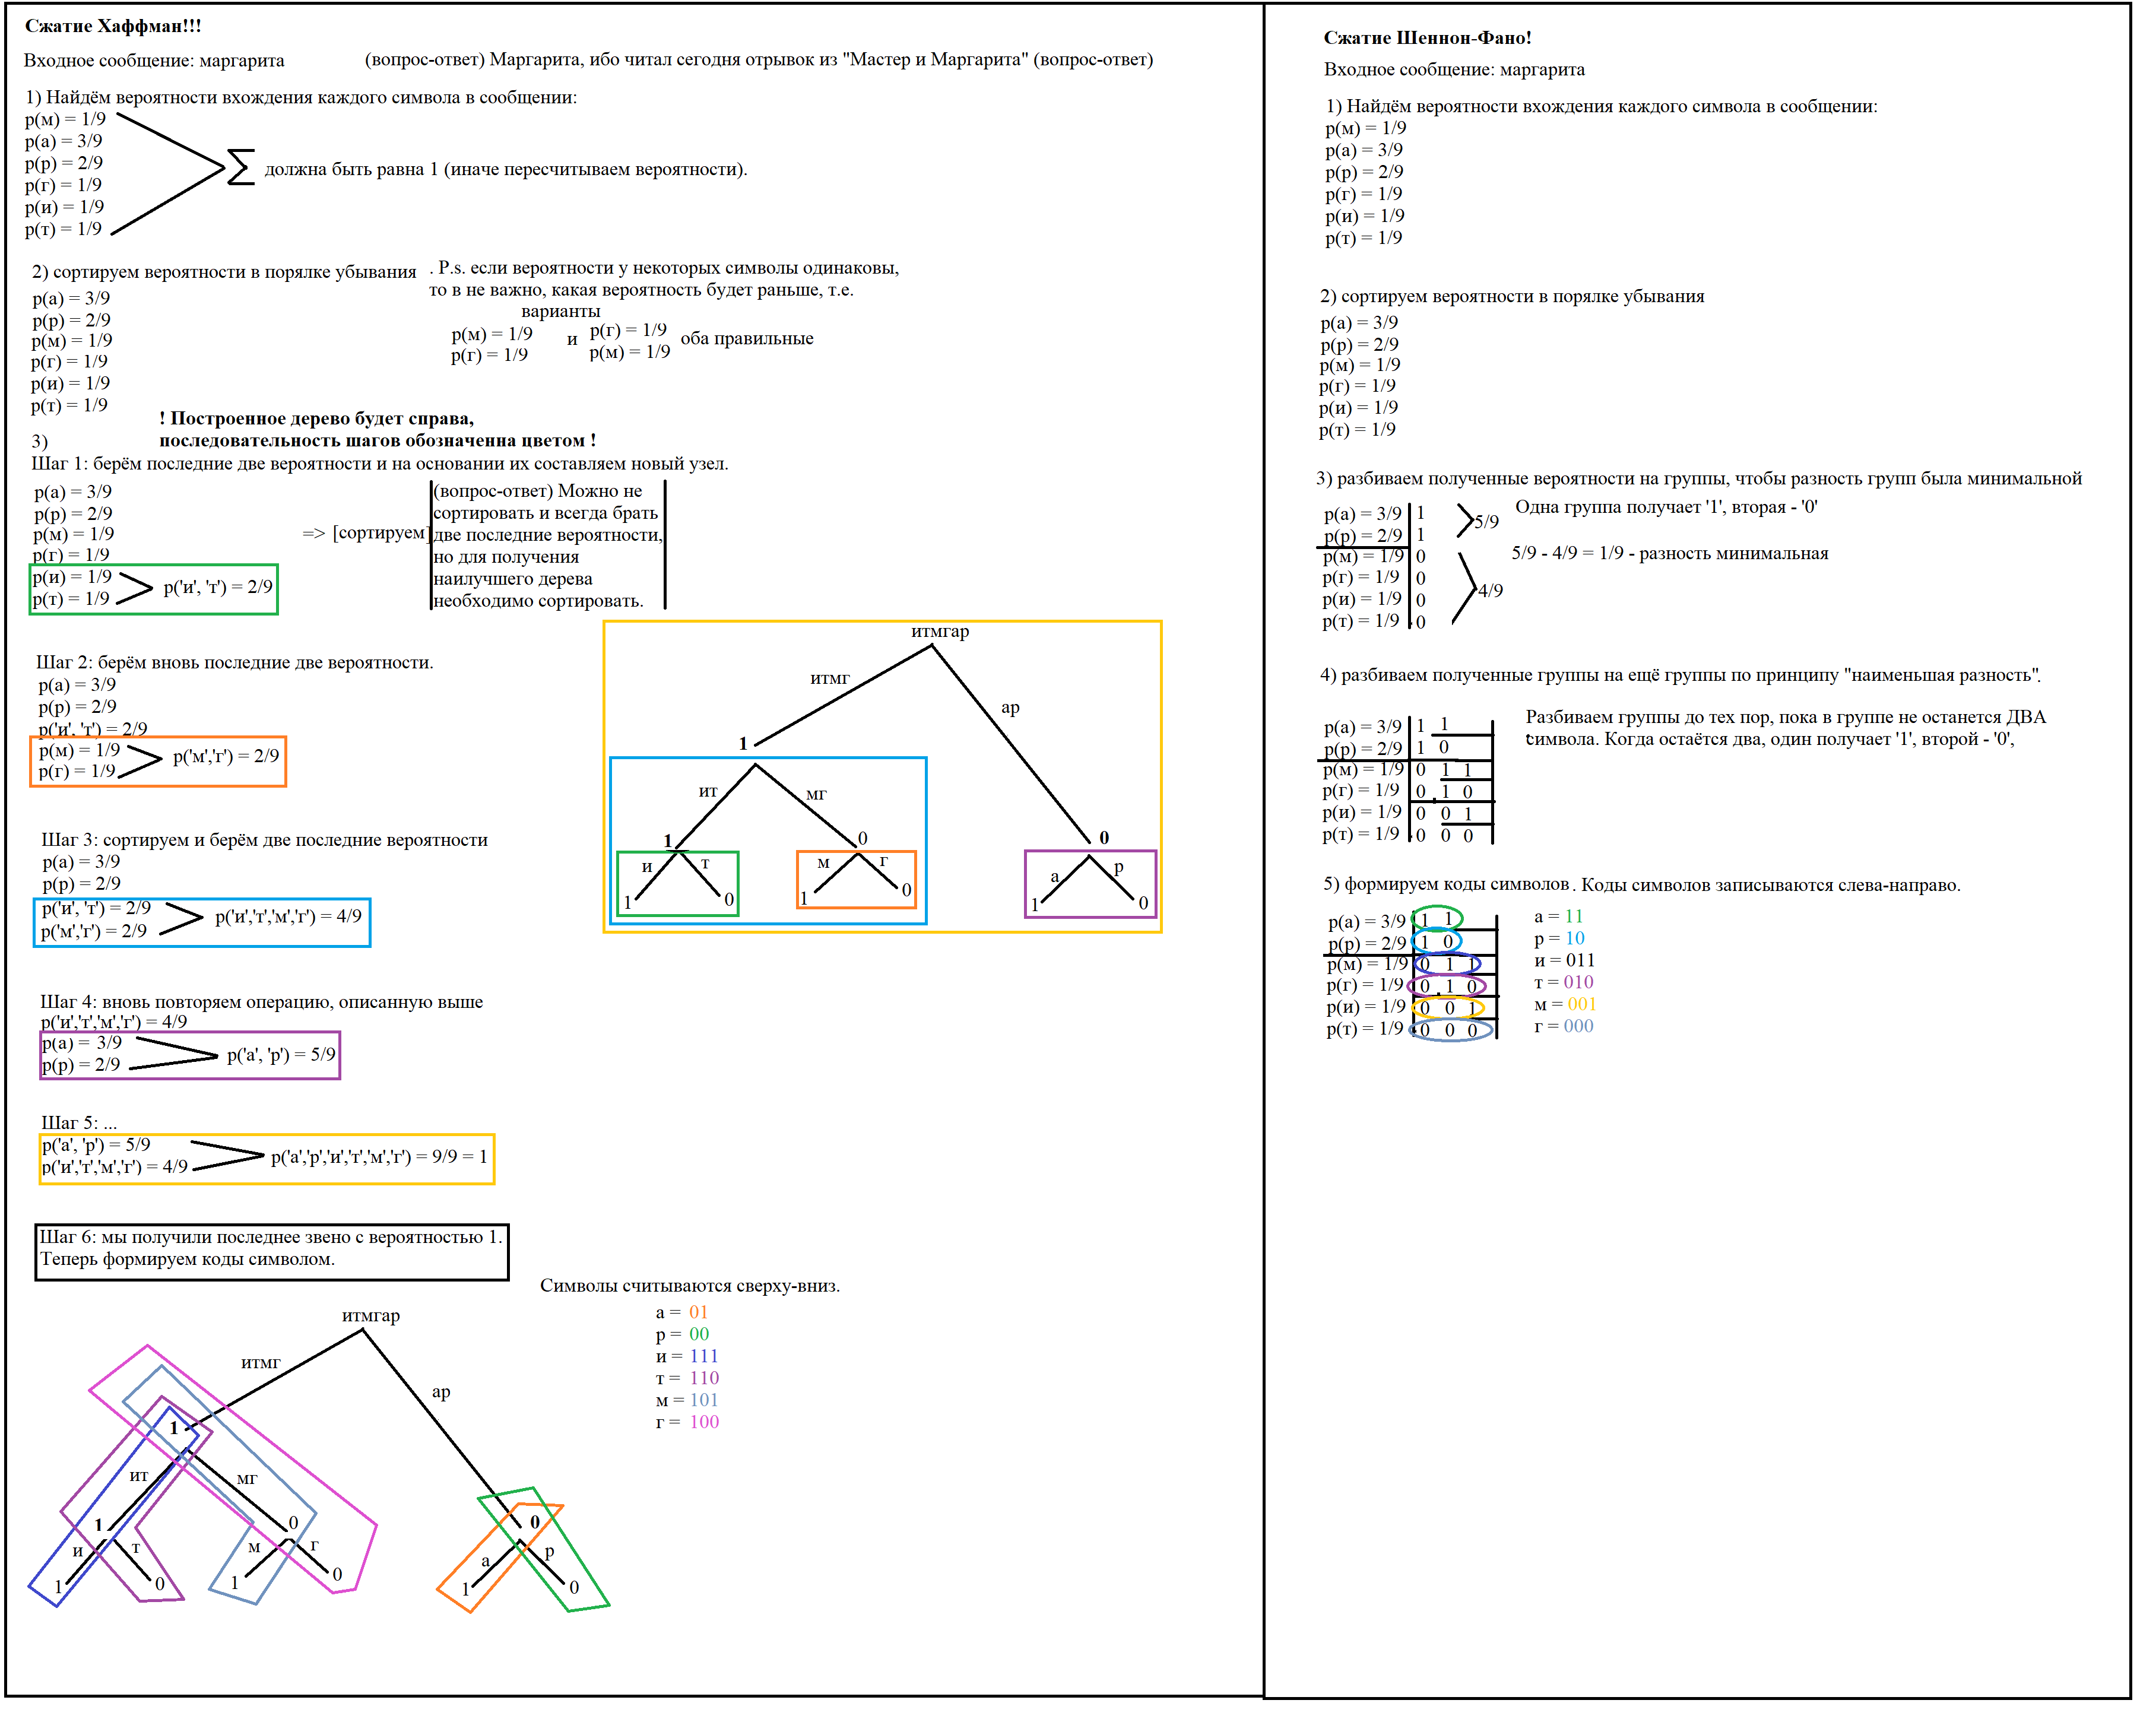 Сжатие Хаффман!!!
Входное сообщение: маргарита
(вопрос-ответ) Маргарита, ибо читал сегодня отрывок из "Мастер и Маргарита" (вопрос-ответ)
1) Найдём вероятности вхождения каждого символа в сообщении:
p(м) = 1/9
p(а) = 3/9
p(р) = 2/9
p(г) = 1/9
p(и) = 1/9
p(т) = 1/9
∑ должна быть равна 1 (иначе пересчитываем вероятности).
2) сортируем вероятности в порялке убывания
. P.s. если вероятности у некоторых символы одинаковы,
то в не важно, какая вероятность будет раньше, т.е.
варианты
p(м) = 1/9
p(г) = 1/9
и
p(г) = 1/9
p(м) = 1/9
оба правильные
p(а) = 3/9
p(р) = 2/9
p(м) = 1/9
p(г) = 1/9
p(и) = 1/9
p(т) = 1/9
! Построенное дерево будет справа,
последовательность шагов обозначенна цветом !
3)
Шаг 1: берём последние две вероятности и на основании их составляем новый узел.
p(а) = 3/9
p(р) = 2/9
p(м) = 1/9
p(г) = 1/9
p(и) = 1/9
p(т) = 1/9
p('и', 'т') = 2/9
=> [сортируем]
(вопрос-ответ) Можно не
сортировать и всегда брать
две последние вероятности,
но для получения
наилучшего дерева
необходимо сортировать.
Шаг 2: берём вновь последние две вероятности.
p(а) = 3/9
p(р) = 2/9
p('и', 'т') = 2/9
p(м) = 1/9
p(г) = 1/9
p('м','г') = 2/9
Шаг 3: сортируем и берём две последние вероятности
p(а) = 3/9
p(р) = 2/9
p('и', 'т') = 2/9
p('м','г') = 2/9
p('и','т','м','г') = 4/9
итмгар
итмг
ар
1
ит
мг
1
0
0
и
т
м
г
а
р
1
0
1
0
1
0
Шаг 4: вновь повторяем операцию, описанную выше
p('и','т','м','г') = 4/9
p(а) = 3/9
p(р) = 2/9
p('а', 'р') = 5/9
Шаг 5: ...
p('а', 'р') = 5/9
p('и','т','м','г') = 4/9
p('а','р','и','т','м','г') = 9/9 = 1
Шаг 6: мы получили последнее звено с вероятностью 1.
Теперь формируем коды символом.
Символы считываются сверху-вниз.
а = 01
р = 00
и = 111
т = 110
м = 101
г = 100
итмгар
итмг
ар
1
ит
мг
1
0
0
и
т
м
г
а
р
1
0
1
0
1
0
Сжатие Шеннон-Фано!
Входное сообщение: маргарита
1) Найдём вероятности вхождения каждого символа в сообщении:
p(м) = 1/9
p(а) = 3/9
p(р) = 2/9
p(г) = 1/9
p(и) = 1/9
p(т) = 1/9
2) сортируем вероятности в порялке убывания
p(а) = 3/9
p(р) = 2/9
p(м) = 1/9
p(г) = 1/9
p(и) = 1/9
p(т) = 1/9
3) разбиваем полученные вероятности на группы, чтобы разность групп была минимальной
p(а) = 3/9 1
p(р) = 2/9 1
p(м) = 1/9 0
p(г) = 1/9 0
p(и) = 1/9 0
p(т) = 1/9 0
5/9
4/9
Одна группа получает '1', вторая - '0'
5/9 - 4/9 = 1/9 - разность минимальная
4) разбиваем полученные группы на ещё группы по принципу "наименьшая разность".
p(а) = 3/9 1 1
p(р) = 2/9 1 0
p(м) = 1/9 0 1 1
p(г) = 1/9 0 1 0
p(и) = 1/9 0 0 1
p(т) = 1/9 0 0 0
Разбиваем группы до тех пор, пока в группе не останется ДВА
символа. Когда остаётся два, один получает '1', второй - '0',
5) формируем коды символов. Коды символов записываются слева-направо.
p(а) = 3/9 1 1
p(р) = 2/9 1 0
p(м) = 1/9 0 1 1
p(г) = 1/9 0 1 0
p(и) = 1/9 0 0 1
p(т) = 1/9 0 0 0
а = 11
р = 10
и = 011
т = 010
м = 001
г = 000